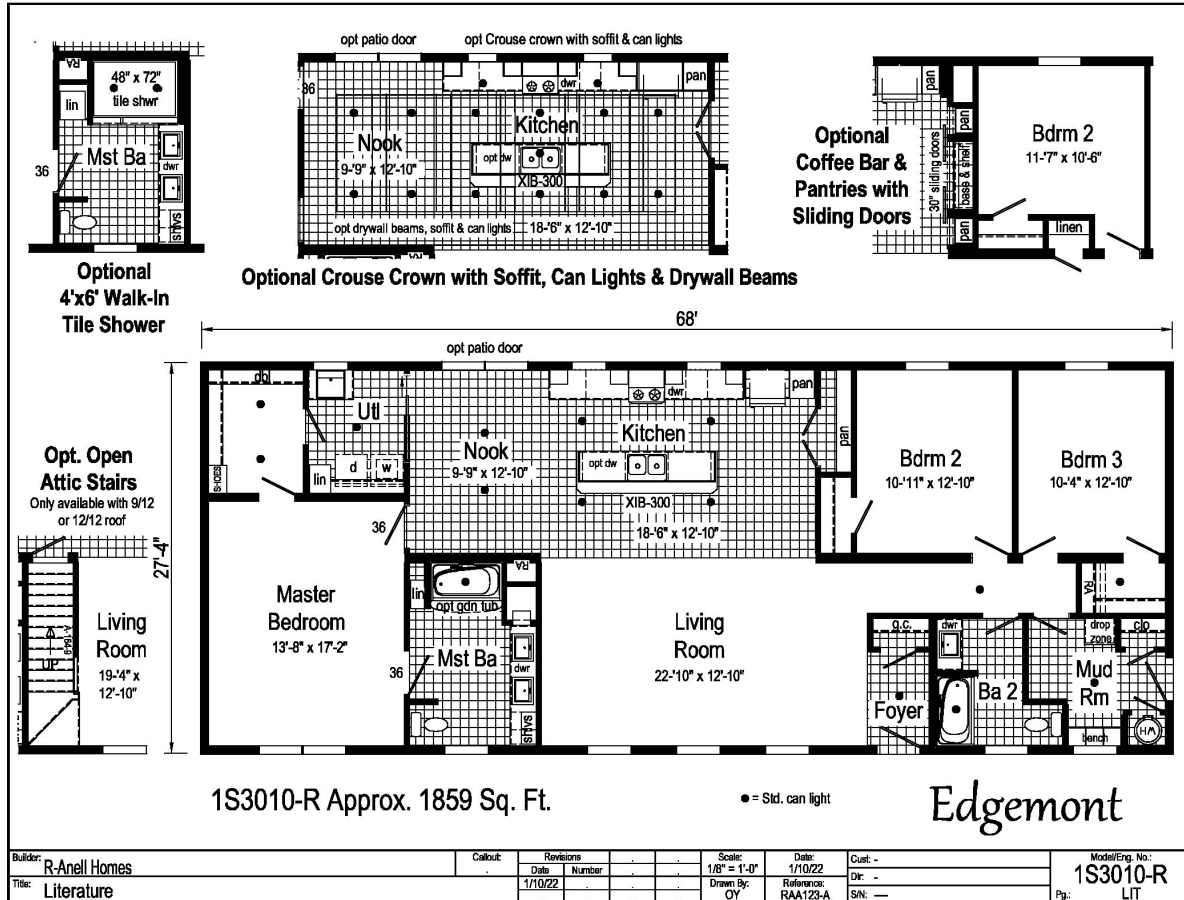 RA
48" x 72"
tile shwr
lin
Mst Ba
36
dwr
shvs
Optional
4'x6' Walk-In
Tile Shower
opt patio door
opt Crouse crown with soffit & can lights
36
dwr
pan
Nook
9-'9" x 12'-10"
Kitchen
opt dw
XIB-300
opt drywall beams, soffit & can lights
18-'6" x 12'-10"
Optional Crouse Crown with Soffit, Can Lights & Drywall Beams
Optional
Coffee Bar &
Pantries with
Sliding Doors
pan
pan
30" sliding doors
base & shelf
pan
Bdrm 2
11-'7" x 10'-6"
linen
68'
27'-4"
opt patio door
db
SHOES
Utl
d
w
lin
Nook
9-'9" x 12'-10"
Kitchen
dwr
pan
pan
opt dw
XIB-300
18-'6" x 12'-10"
Bdrm 2
10-'11" x 12'-10"
Bdrm 3
10-'4" x 12'-10"
36
Opt. Open
Attic Stairs
Only available with 9/12
or 12/12 roof
UP
A-184-9
Living
Room
19-'4" x
12'-10"
Master
Bedroom
13'-8" x 17'-2"
36
lin
opt gdn tub
RA
Mst Ba
dwr
shvs
Living
Room
22-'10" x 12'-10"
g.c.
Foyer
dwr
Ba 2
RA
drop
zone
clo
Mud
Rm
bench
WH
1S3010-R Approx. 1859 Sq. Ft.
= Std. can light
Edgemont
Builder: R-Anell Homes
Title: Literature
Callout:
Revisions
Date Number
1/10/22
Scale:
1/8" = 1'-0"
Drawn By:
OY
Date:
1/10/22
Reference:
RAA123-A
Cust: -
Dir: -
S/N: —
Model/Eng. No.:
1S3010-R
Pg.: LIT